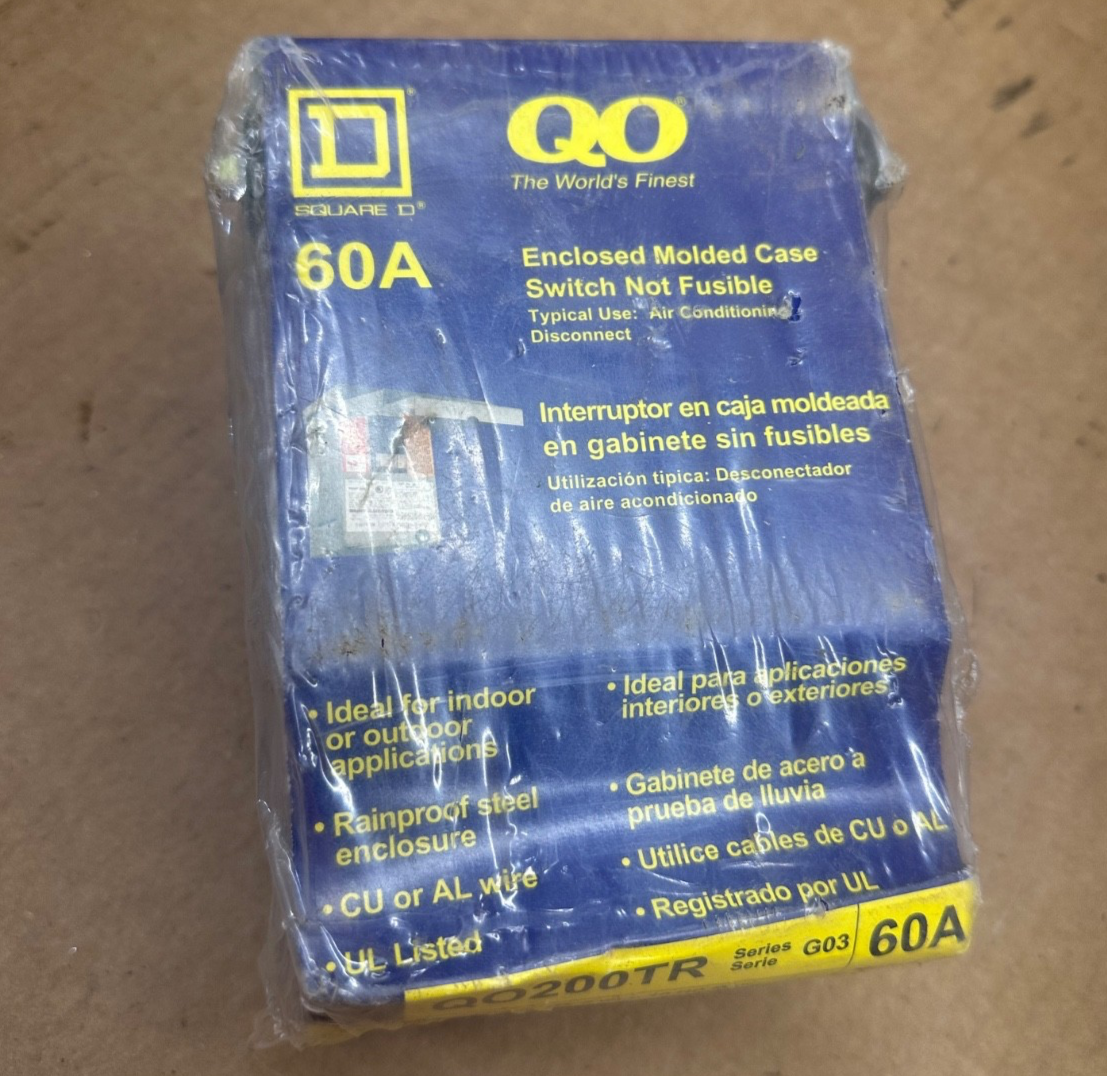 D
SQUARE D®
QO®
The World's Finest
60A
Enclosed Molded Case
Switch Not Fusible
Typical Use: Air Conditioning
Disconnect
Interruptor en caja moldeada
en gabinete sin fusibles
Utilización tipica: Desconectador
de aire acondicionado
• Ideal for indoor
or outdoor
applications
• Rainproof steel
enclosure
• CU or AL wire
• UL Listed
• Ideal para aplicaciones
interiores o exteriores
• Gabinete de acero a
prueba de lluvia
• Utilice cables de CU o AL
• Registrado por UL
QO200TR
Series
Serie
G03
60A